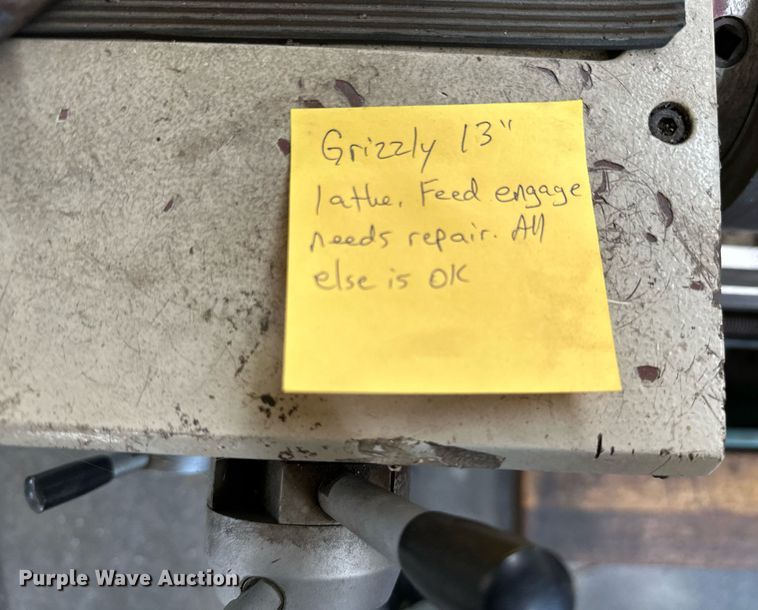 Grizzly 13"
lathe. Feed engage
needs repair. All
else is OK
Purple Wave Auction